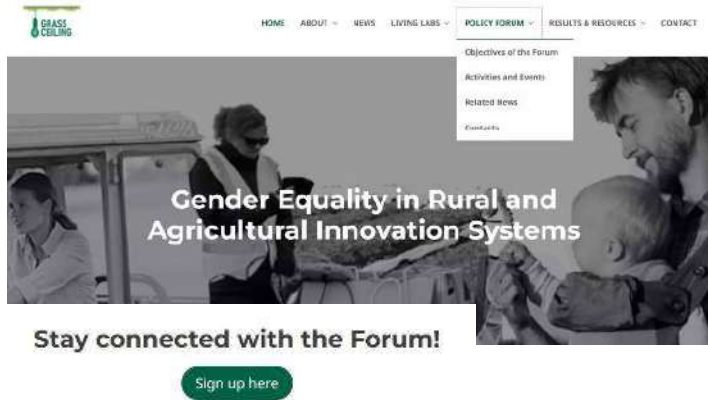 GRASS
CEILING
HOME ABOUT NEWS LIVING LABS POLICY FORUM RESULTS & RESOURCES CONTACT
Objectives of the Forum
Activities and Events
Related News
Contacts
Gender Equality in Rural and
Agricultural Innovation Systems
Stay connected with the Forum!
Sign up here